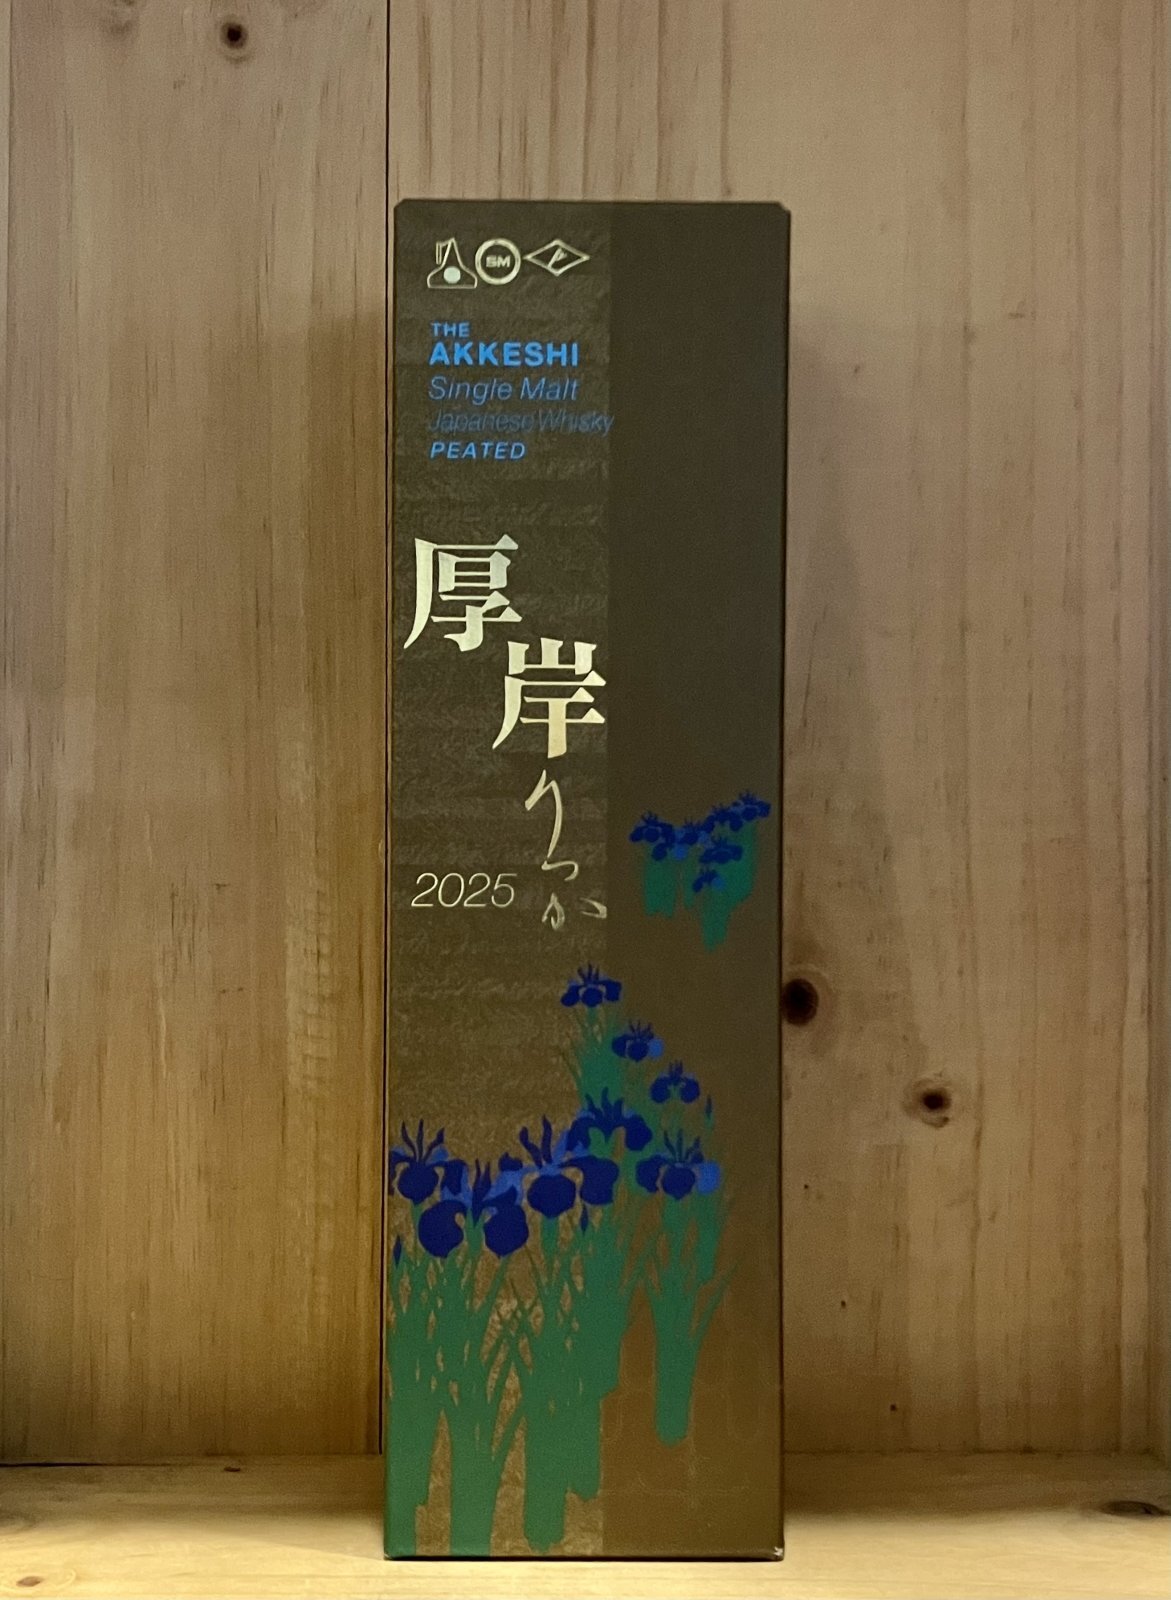 SM
THE
AKKESHI
Single Malt
Japanese Whisky
PEATED
厚岸
りっか
2025